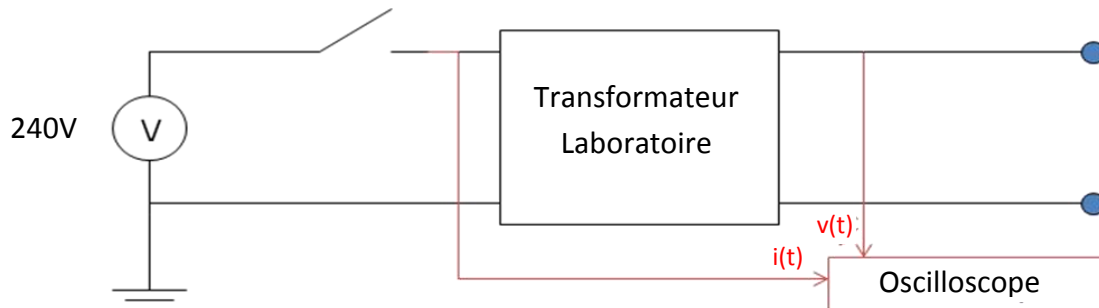 240V
V
Transformateur
Laboratoire
v(t)
i(t)
Oscilloscope